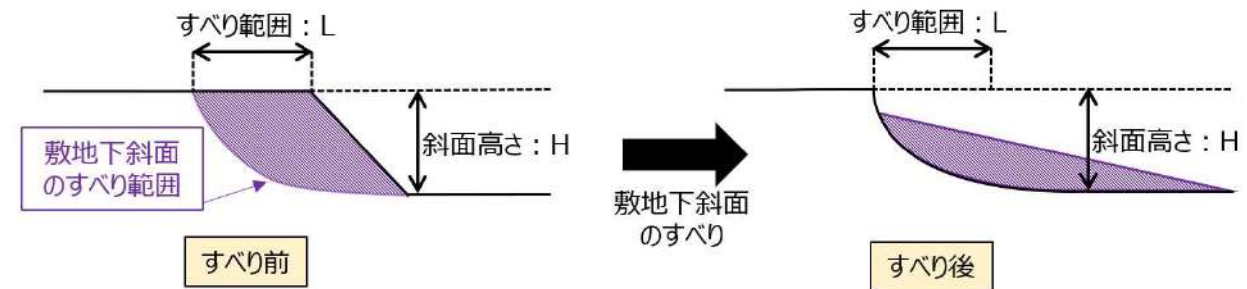 すべり範囲：L
斜面高さ：H
敷地下斜面
のすべり範囲
すべり前
敷地下斜面
のすべり
すべり範囲：L
斜面高さ：H
すべり後